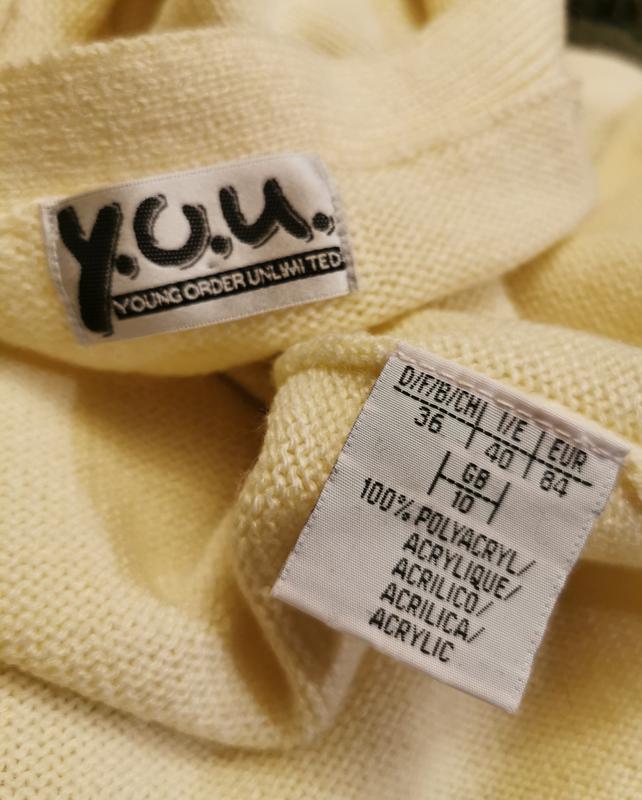 y.o.u.
YOUNG ORDER UNLIMITED
D/F/B/CH I/E EUR
36 40 84
GB
10
100% POLYACRYL/
ACRYLIQUE/
ACRILICO/
ACRILICA/
ACRYLIC